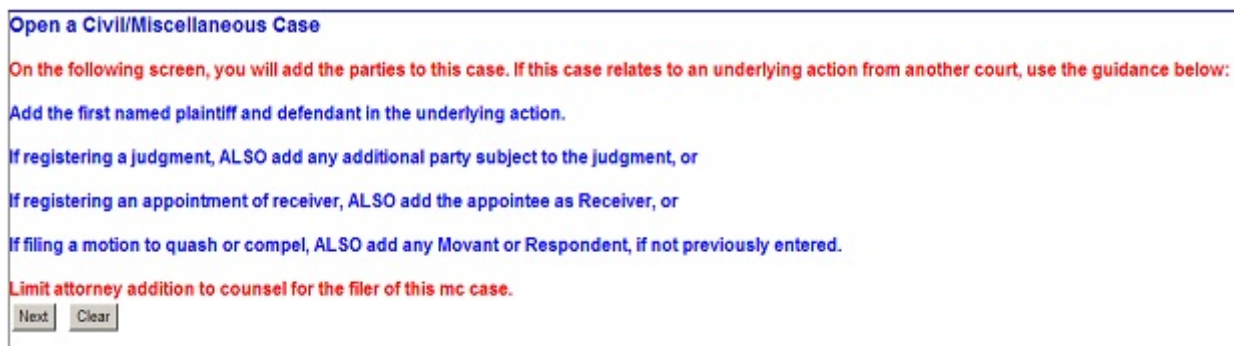 Open a Civil/Miscellaneous Case
On the following screen, you will add the parties to this case. If this case relates to an underlying action from another court, use the guidance below:
Add the first named plaintiff and defendant in the underlying action.
If registering a judgment, ALSO add any additional party subject to the judgment, or
If registering an appointment of receiver, ALSO add the appointee as Receiver, or
If filing a motion to quash or compel, ALSO add any Movant or Respondent, if not previously entered.
Limit attorney addition to counsel for the filer of this mc case.
Next Clear